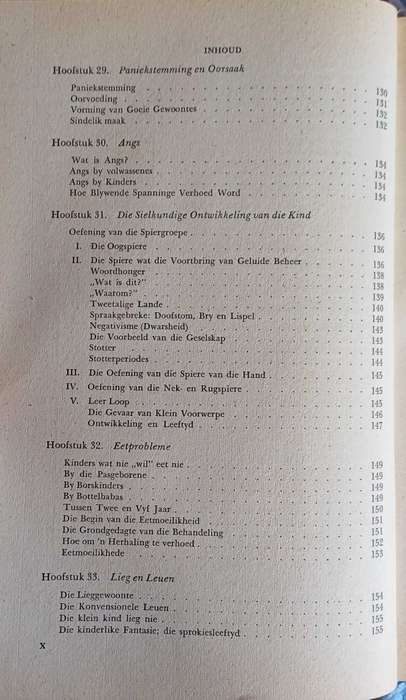 INHOUD
Hoofstuk 29. Paniekstemming en Oorsaak
Paniekstemming . . . 130
Oorvoeding . . . 131
Vorming van Goeie Gewoontes . . . 132
Sindelik maak . . . 132
Hoofstuk 30. Angs
Wat is Angs? . . . 134
Angs by volwassenes . . . 134
Angs by Kinders . . . 134
Hoe Blywende Spanninge Verhoed Word . . . 134
Hoofstuk 31. Die Sielkundige Ontwikkeling van die Kind
Oefening van die Spiergroepe . . . 136
I. Die Oogspiere . . . 136
II. Die Spiere wat die Voortbring van Geluide Beheer . . . 136
Woordhonger . . . 138
„Wat is dit?” . . . 138
„Waarom?” . . . 139
Tweetalige Lande . . . 140
Spraakgebreke: Doofstom, Bry en Lispel . . . 140
Negativisme (Dwarsheid) . . . 143
Die Voorbeeld van die Geselskap . . . 143
Stotter . . . 144
Stotterperiodes . . . 144
III. Die Oefening van die Spiere van die Hand . . . 145
IV. Oefening van die Nek- en Rugspiere . . . 145
V. Leer Loop . . . 145
Die Gevaar van Klein Voorwerpe . . . 146
Ontwikkeling en Leeftyd . . . 147
Hoofstuk 32. Eetprobleme
Kinders wat nie „wil” eet nie . . . 149
By die Pasgeborene . . . 149
By Borskinders . . . 149
By Bottelbabas . . . 149
Tussen Twee en Vyf Jaar . . . 150
Die Begin van die Eetmoeilikheid . . . 151
Die Grondgedagte van die Behandeling . . . 151
Hoe om 'n Herhaling te verhoed . . . 152
Eetmoeilikhede . . . 153
Hoofstuk 33. Lieg en Leuen
Die Lieggewoonte . . . 154
Die Konvensionele Leuen . . . 154
Die klein kind lieg nie . . . 155
Die kinderlike Fantasie; die sprokiesleeftyd . . . 155
X